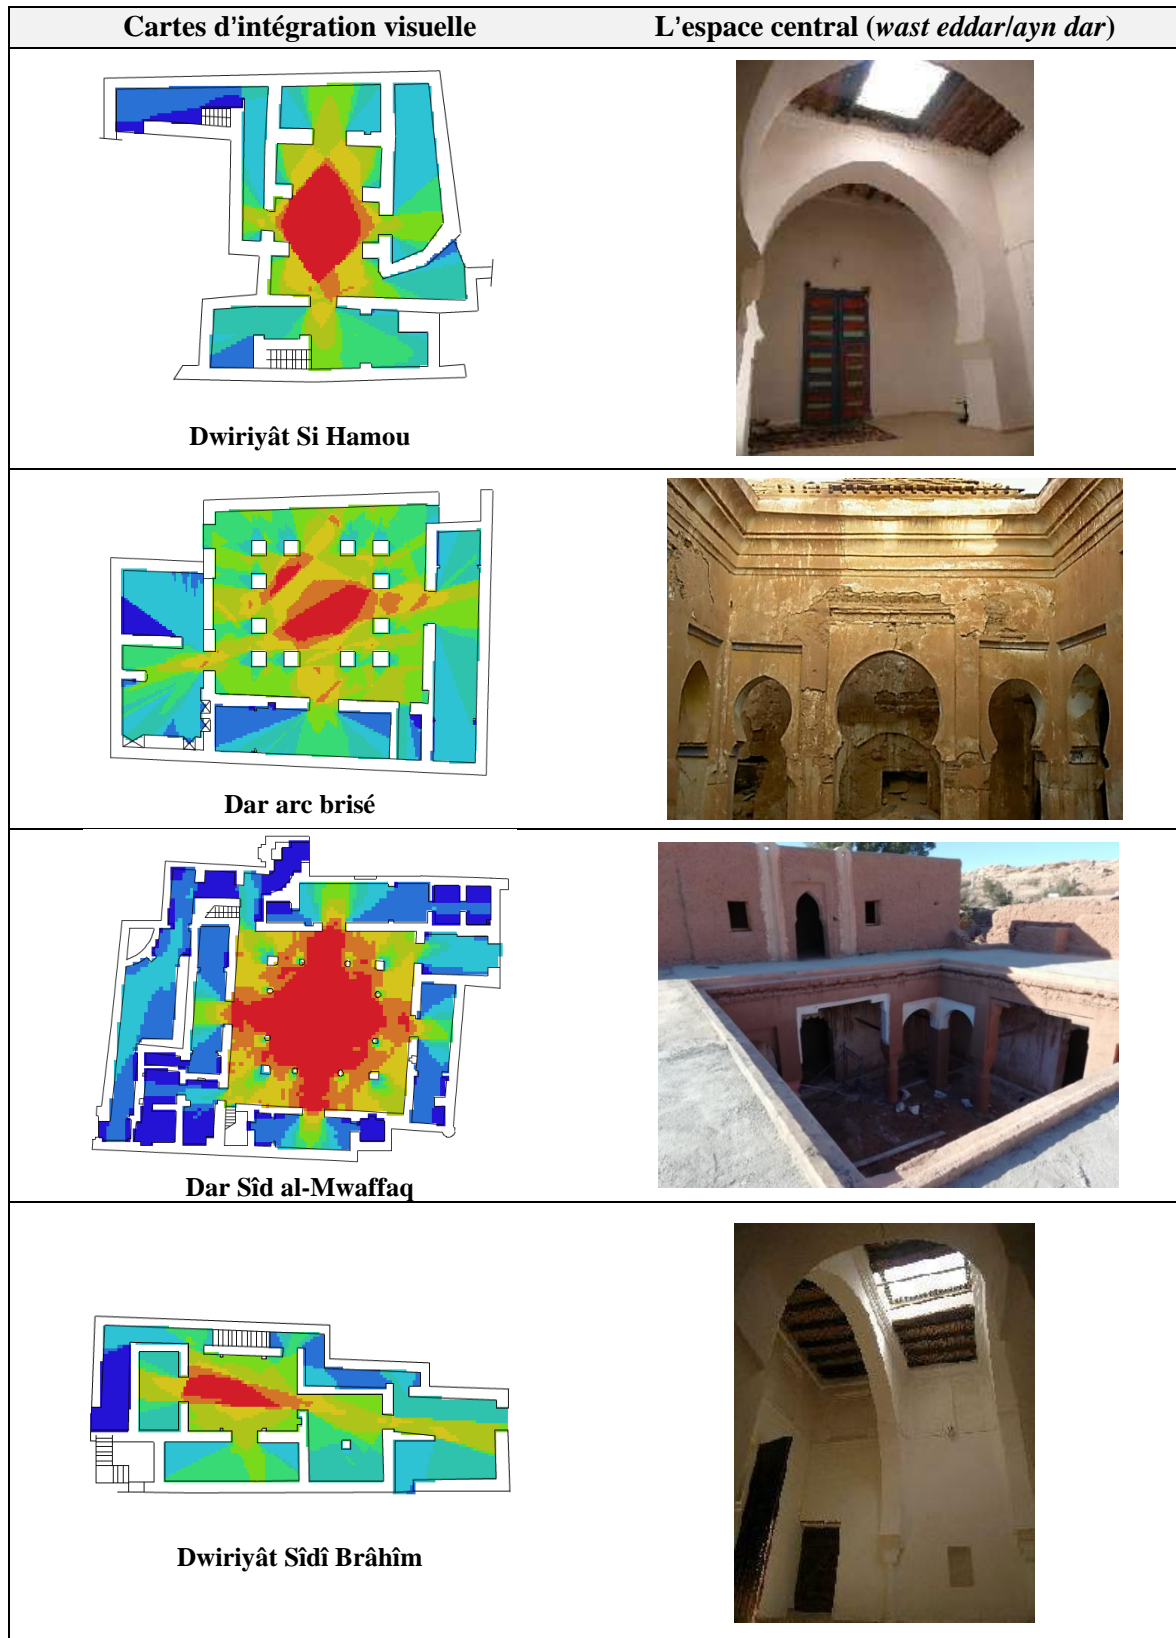 Cartes d’intégration visuelle
L’espace central (wast eddar/ayn dar)
Dwiriyât Si Hamou
Dar arc brisé
Dar Sîd al-Mwaffaq
Dwiriyât Sîdî Brâhîm